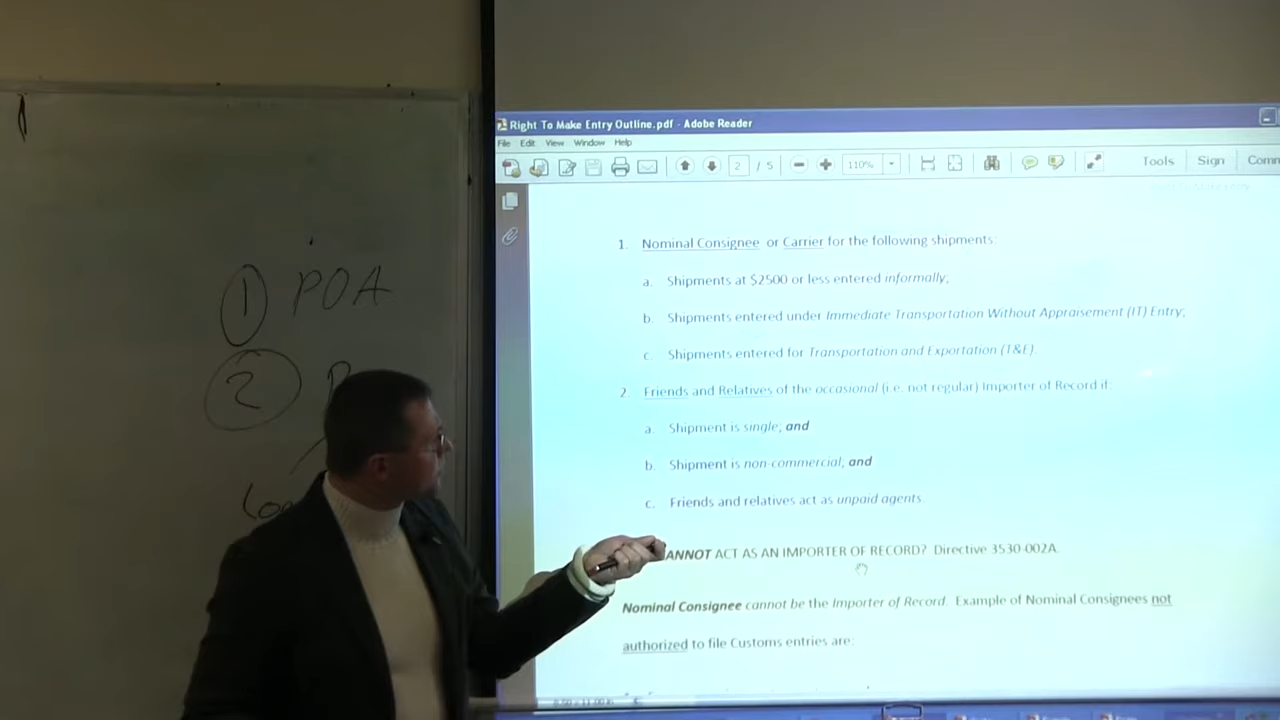 Right To Make Entry Outline.pdf - Adobe Reader
File Edit View Window Help
2 / 5 110% Tools Sign Comm
1. Nominal Consignee or Carrier for the following shipments:
a. Shipments at $2500 or less entered informally;
b. Shipments entered under Immediate Transportation Without Appraisement (IT) Entry;
c. Shipments entered for Transportation and Exportation (T&E).
2. Friends and Relatives of the occasional (i.e. not regular) Importer of Record if:
a. Shipment is single; and
b. Shipment is non-commercial; and
c. Friends and relatives act as unpaid agents.
ANNOT ACT AS AN IMPORTER OF RECORD? Directive 3530-002A.
Nominal Consignee cannot be the Importer of Record. Example of Nominal Consignees not
authorized to file Customs entries are:
1 POA
2